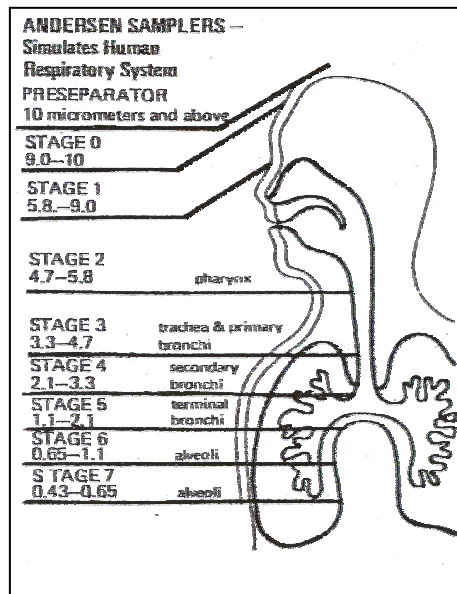 ANDERSEN SAMPLERS –
Simulates Human
Respiratory System
PRESEPARATOR
10 micrometers and above
STAGE 0
9.0–10
STAGE 1
5.8.–9.0
STAGE 2
4.7–5.8 pharynx
STAGE 3 trachea & primary
3.3–4.7 bronchi
STAGE 4 secondary
2.1–3.3 bronchi
STAGE 5 terminal
1.1–2.1 bronchi
STAGE 6
0.65–1.1 alveoli
S TAGE 7
0.43–0.65 alveoli